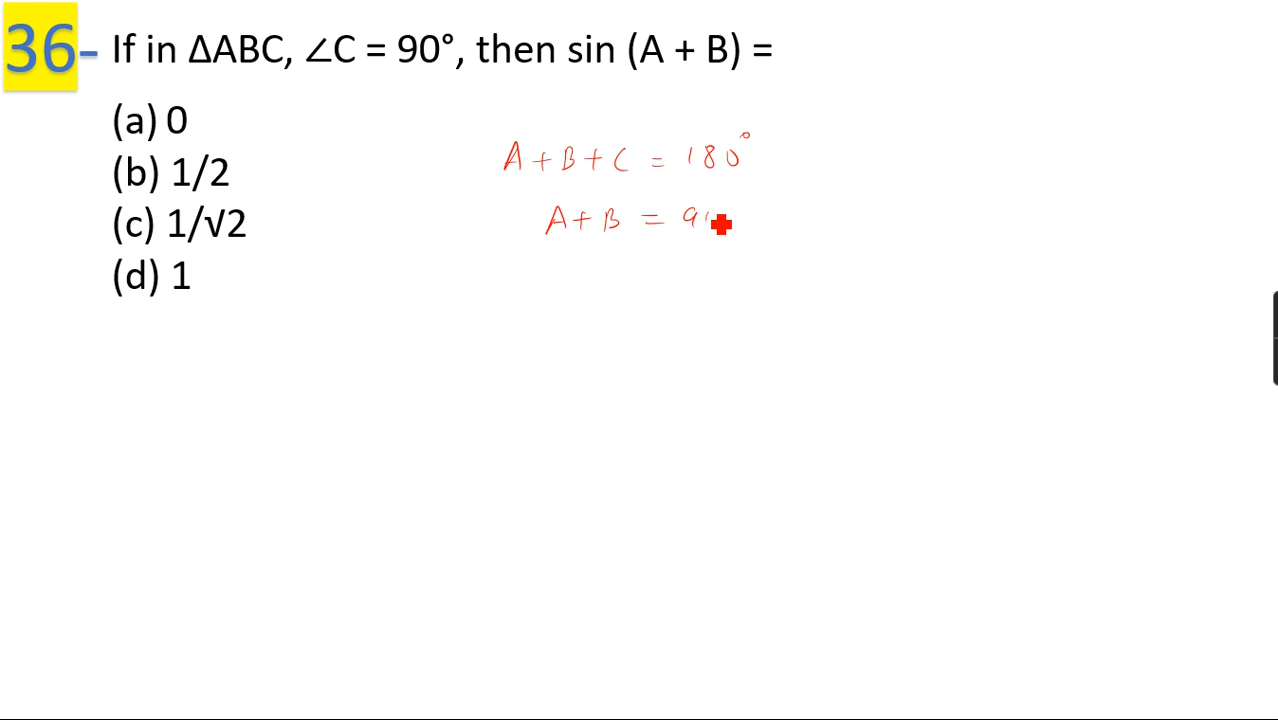 36- If in ΔABC, ∠C = 90°, then sin (A + B) =
(a) 0
(b) 1/2
(c) 1/√2
(d) 1
A + B + C = 180°
A + B = 9